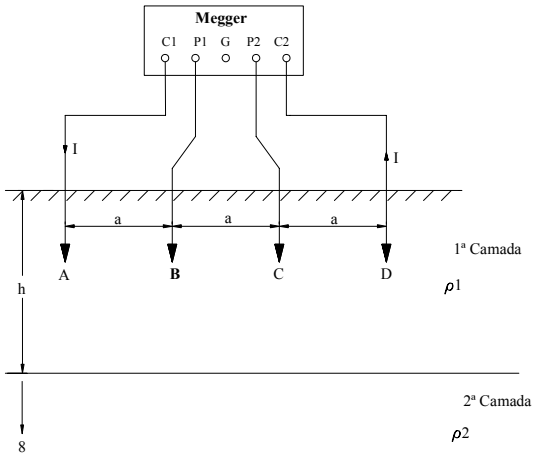 Megger
C1 P1 G P2 C2
I I
a a a
A B C D
1ª Camada
h
ρ1
2ª Camada
8
ρ2